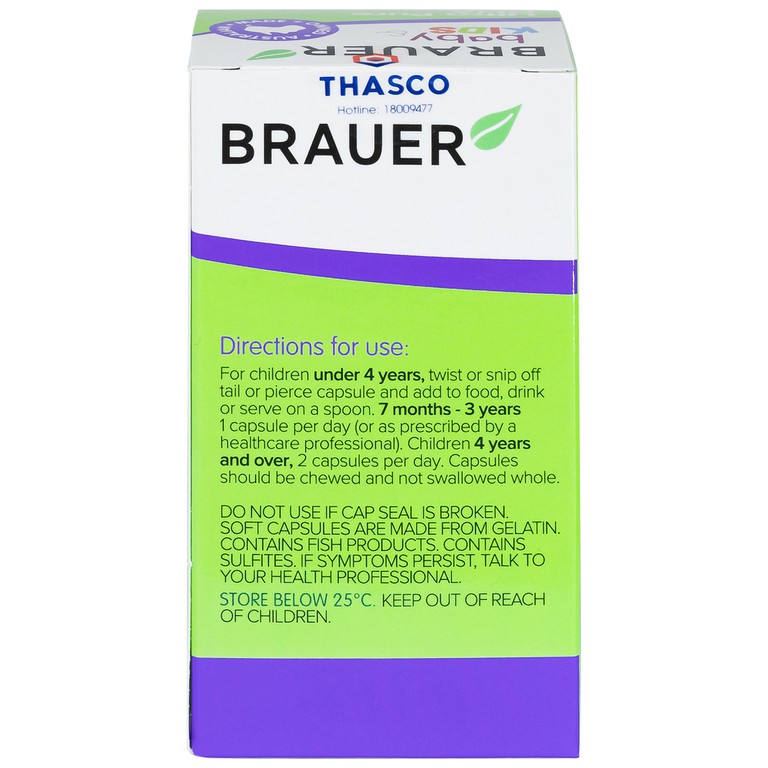 Ultra Pure
baby
KIDS
BRAUER
THASCO
Hotline: 18009477
BRAUER
Directions for use:
For children under 4 years, twist or snip off
tail or pierce capsule and add to food, drink
or serve on a spoon. 7 months - 3 years
1 capsule per day (or as prescribed by a
healthcare professional). Children 4 years
and over, 2 capsules per day. Capsules
should be chewed and not swallowed whole.
DO NOT USE IF CAP SEAL IS BROKEN.
SOFT CAPSULES ARE MADE FROM GELATIN.
CONTAINS FISH PRODUCTS. CONTAINS
SULFITES. IF SYMPTOMS PERSIST, TALK TO
YOUR HEALTH PROFESSIONAL.
STORE BELOW 25°C. KEEP OUT OF REACH
OF CHILDREN.